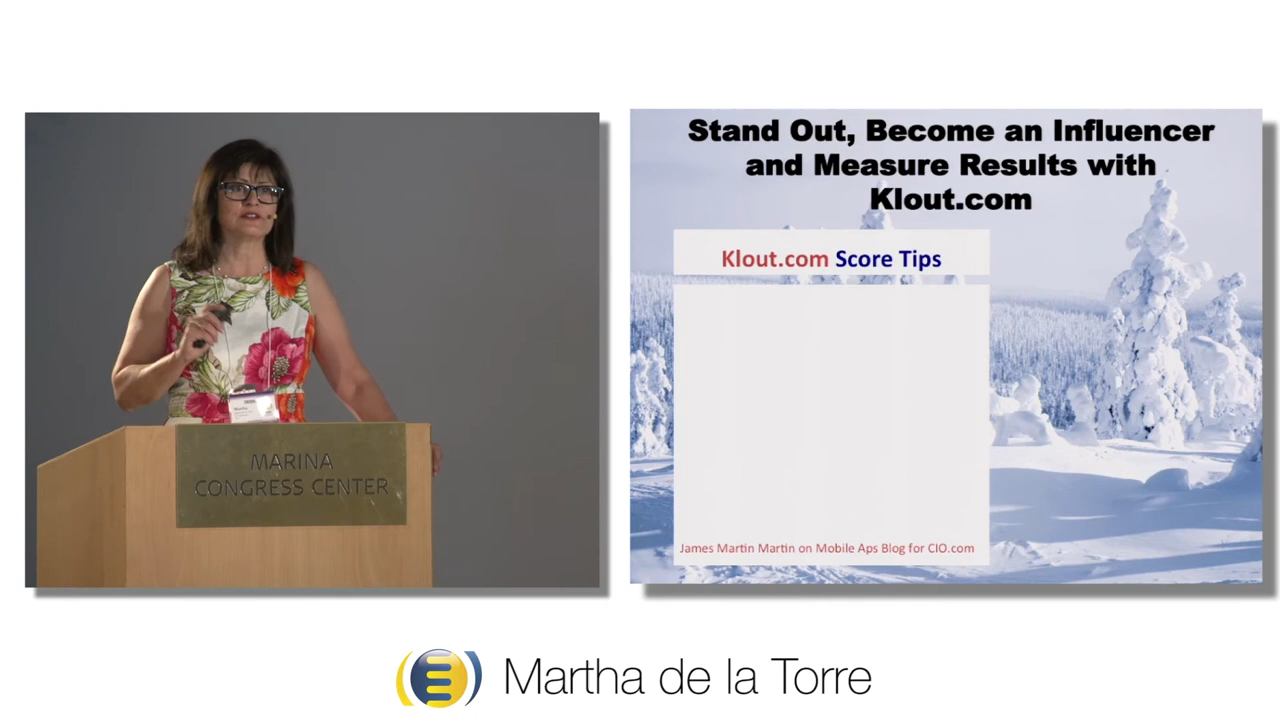 Stand Out, Become an Influencer
and Measure Results with
Klout.com
Klout.com Score Tips
James Martin Martin on Mobile Aps Blog for CIO.com
Martha
MARINA
CONGRESS CENTER
Martha de la Torre